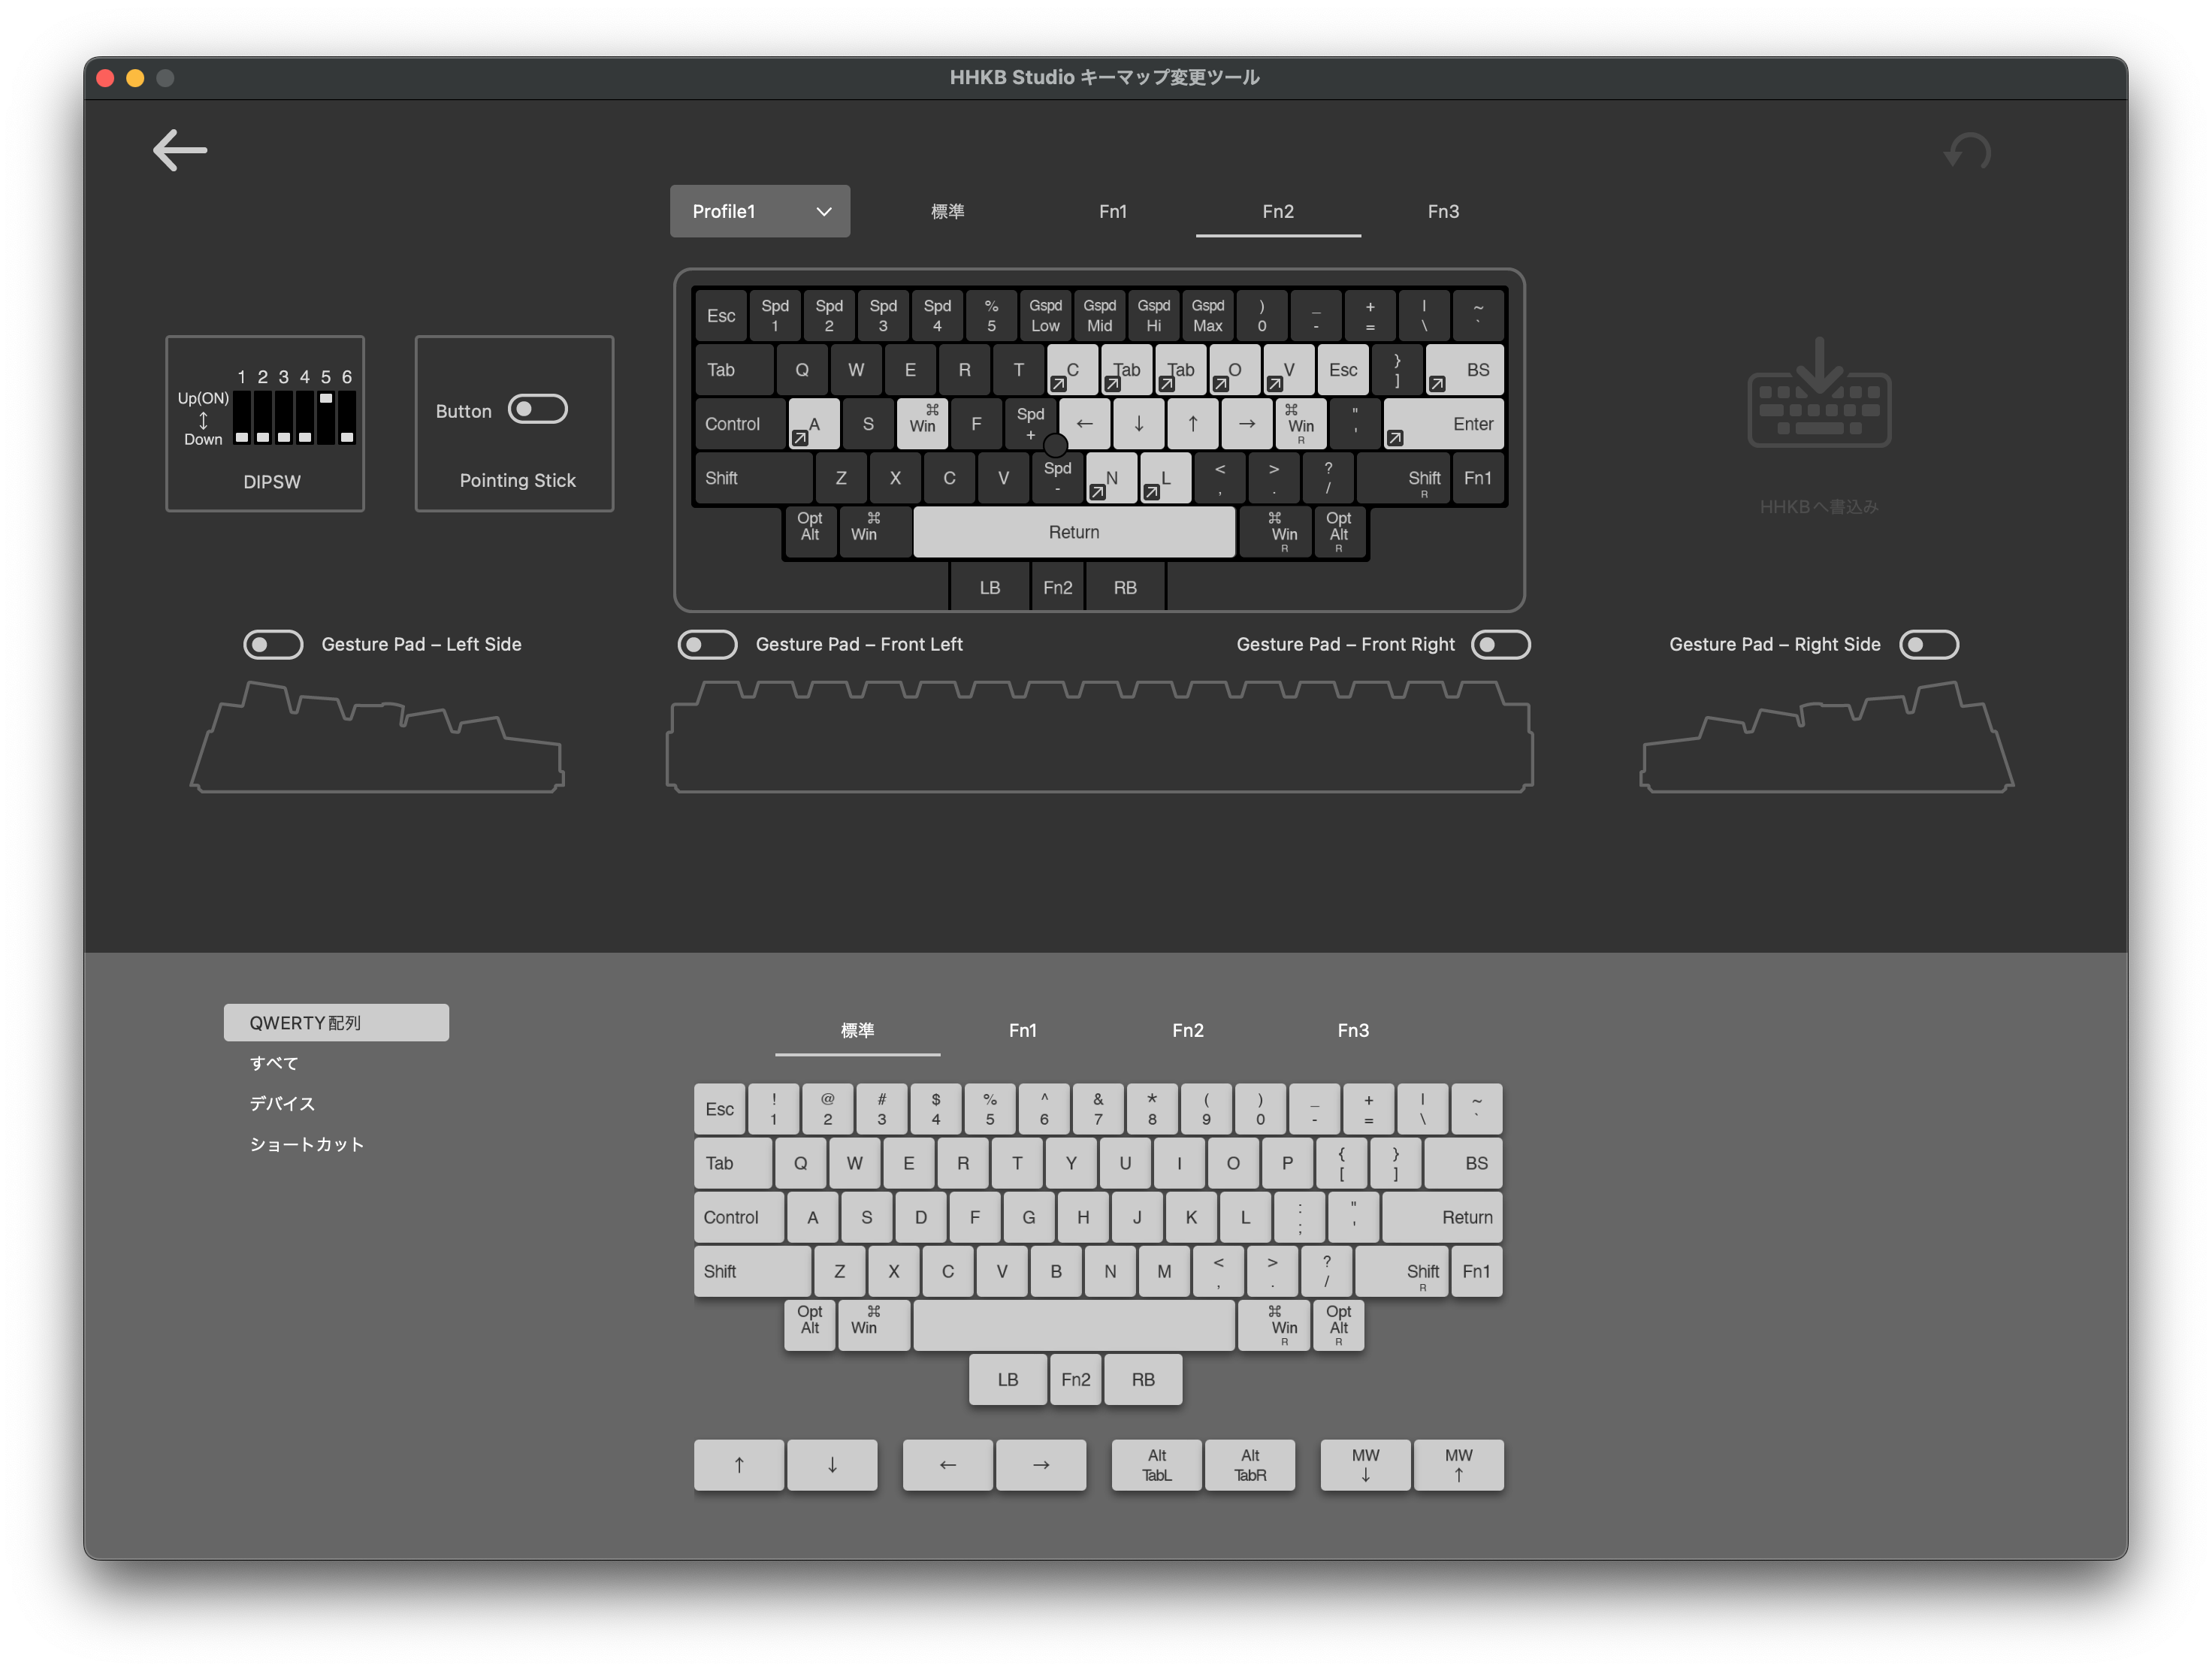 HHKB Studio キーマップ変更ツール
Profile1 標準 Fn1 Fn2 Fn3
1 2 3 4 5 6
Up(ON)
↕
Down
DIPSW
Button
Pointing Stick
Esc Spd 1 Spd 2 Spd 3 Spd 4 % 5 Gspd Low Gspd Mid Gspd Hi Gspd Max ) 0 _ - + = | \ ~ `
Tab Q W E R T C Tab Tab O V Esc } ] BS
Control A S ⌘ Win F Spd + ← ↓ ↑ → ⌘ Win R " ' Enter
Shift Z X C V Spd - N L < , > . ? / Shift R Fn1
Opt Alt ⌘ Win Return ⌘ Win R Opt Alt R
LB Fn2 RB
HHKBへ書込み
Gesture Pad – Left Side
Gesture Pad – Front Left
Gesture Pad – Front Right
Gesture Pad – Right Side
QWERTY配列
すべて
デバイス
ショートカット
標準 Fn1 Fn2 Fn3
Esc ! 1 @ 2 # 3 $ 4 % 5 ^ 6 & 7 * 8 ( 9 ) 0 _ - + = | \ ~ `
Tab Q W E R T Y U I O P { [ } ] BS
Control A S D F G H J K L : ; " ' Return
Shift Z X C V B N M < , > . ? / Shift R Fn1
Opt Alt ⌘ Win ⌘ Win R Opt Alt R
LB Fn2 RB
↑ ↓ ← → Alt TabL Alt TabR MW ↓ MW ↑